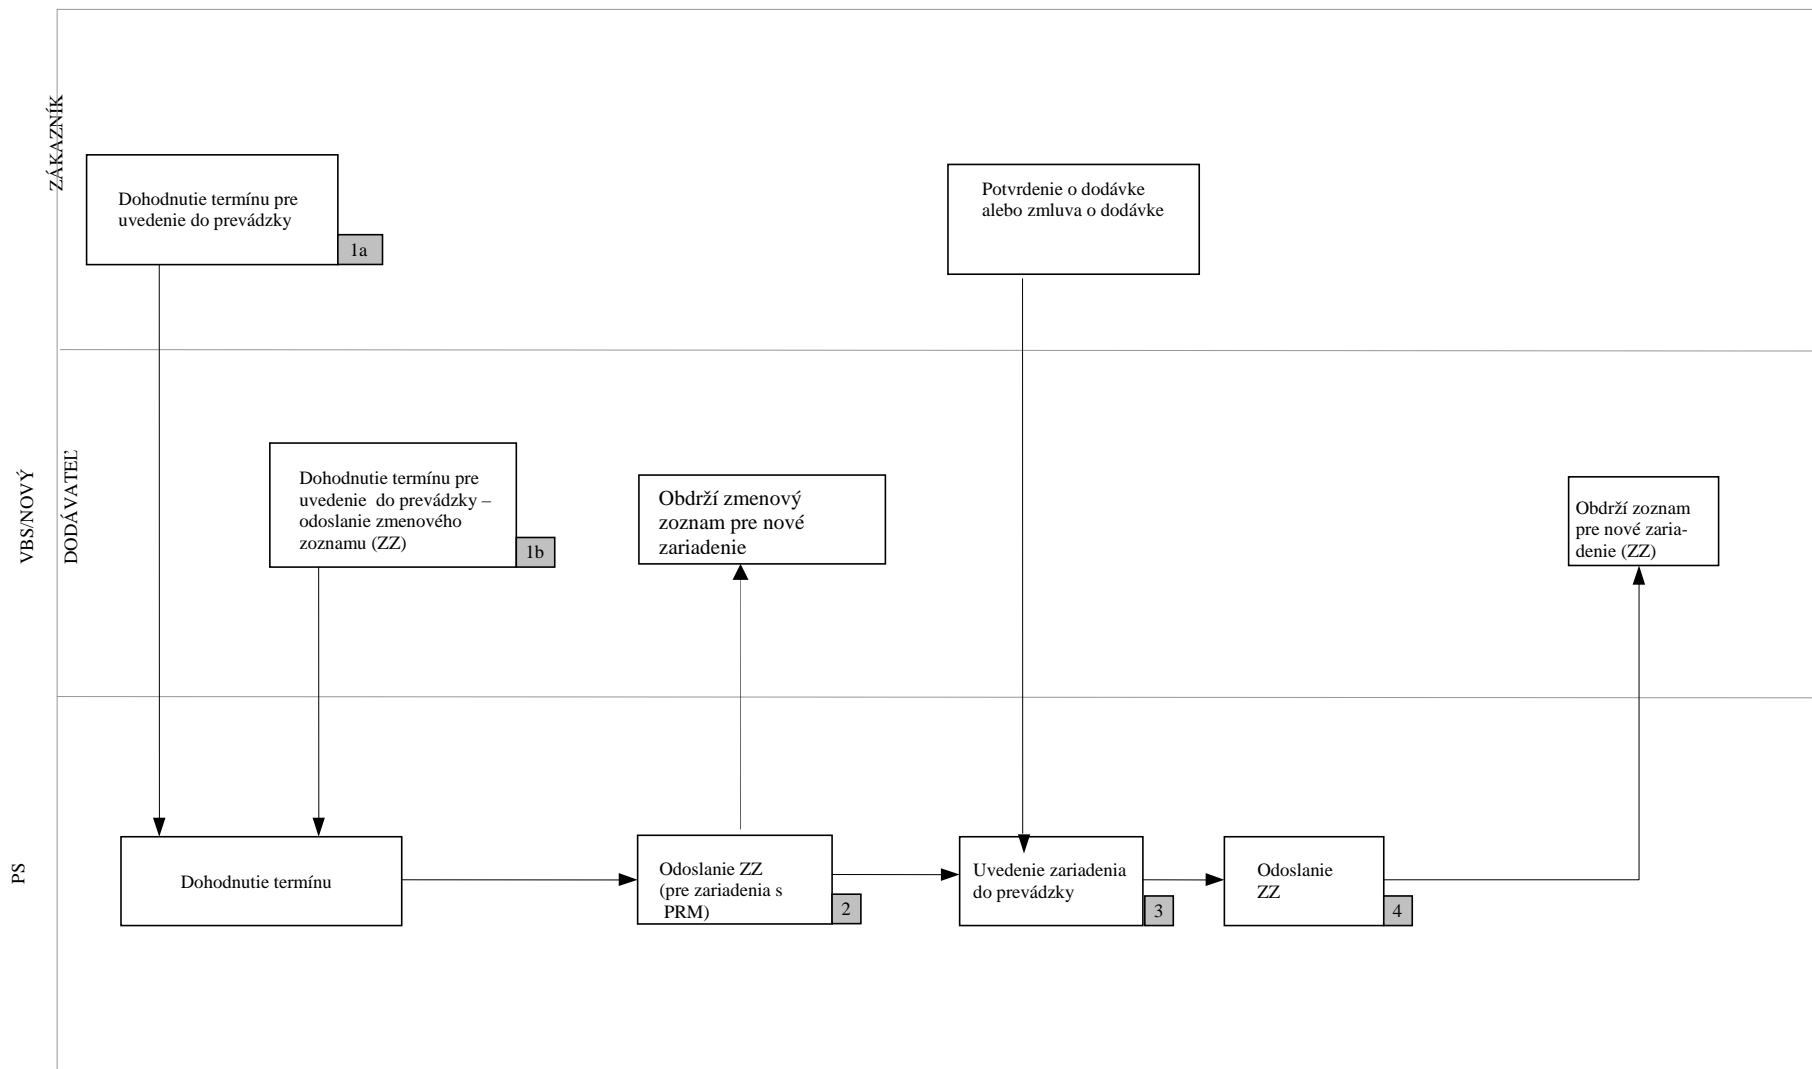 ZÁKAZNÍK
Dohodnutie termínu pre
uvedenie do prevádzky
1a
Potvrdenie o dodávke
alebo zmluva o dodávke
VBS/NOVÝ
DODÁVATEĽ
Dohodnutie termínu pre
uvedenie do prevádzky –
odoslanie zmenového
zoznamu (ZZ)
1b
Obdrží zmenový
zoznam pre nové
zariadenie
Obdrží zoznam
pre nové zaria-
denie (ZZ)
PS
Dohodnutie termínu
Odoslanie ZZ
(pre zariadenia s
PRM)
2
Uvedenie zariadenia
do prevádzky
3
Odoslanie
ZZ
4